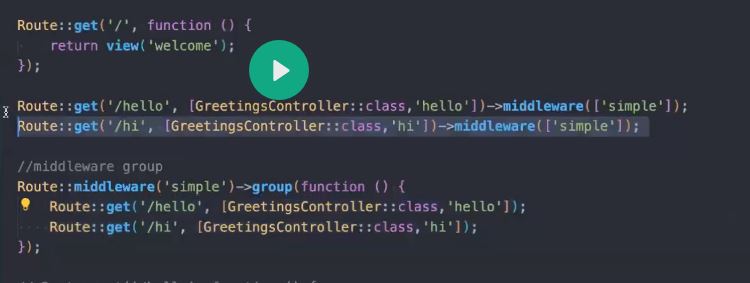 Route::get('/', function () {
    return view('welcome');
});

Route::get('/hello', [GreetingsController::class,'hello'])->middleware(['simple']);
Route::get('/hi', [GreetingsController::class,'hi'])->middleware(['simple']);

//middleware group
Route::middleware('simple')->group(function () {
    Route::get('/hello', [GreetingsController::class,'hello']);
    Route::get('/hi', [GreetingsController::class,'hi']);
});